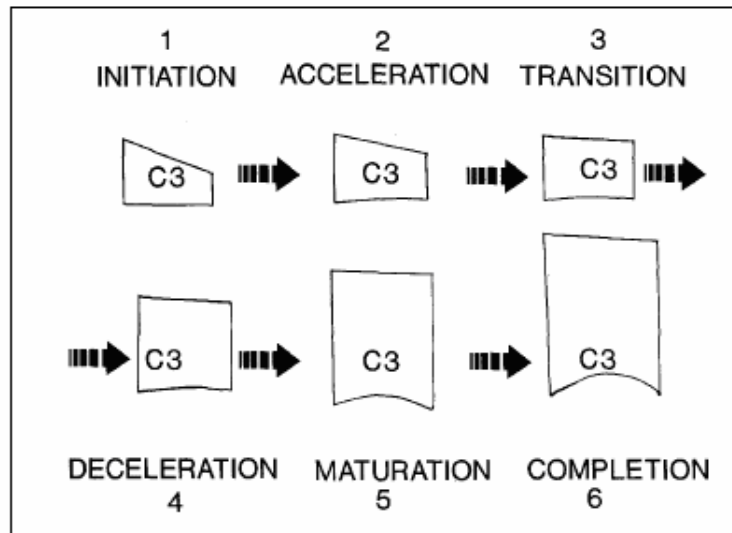 1 2 3
INITIATION ACCELERATION TRANSITION
C3 C3 C3
C3 C3 C3
DECELERATION MATURATION COMPLETION
4 5 6